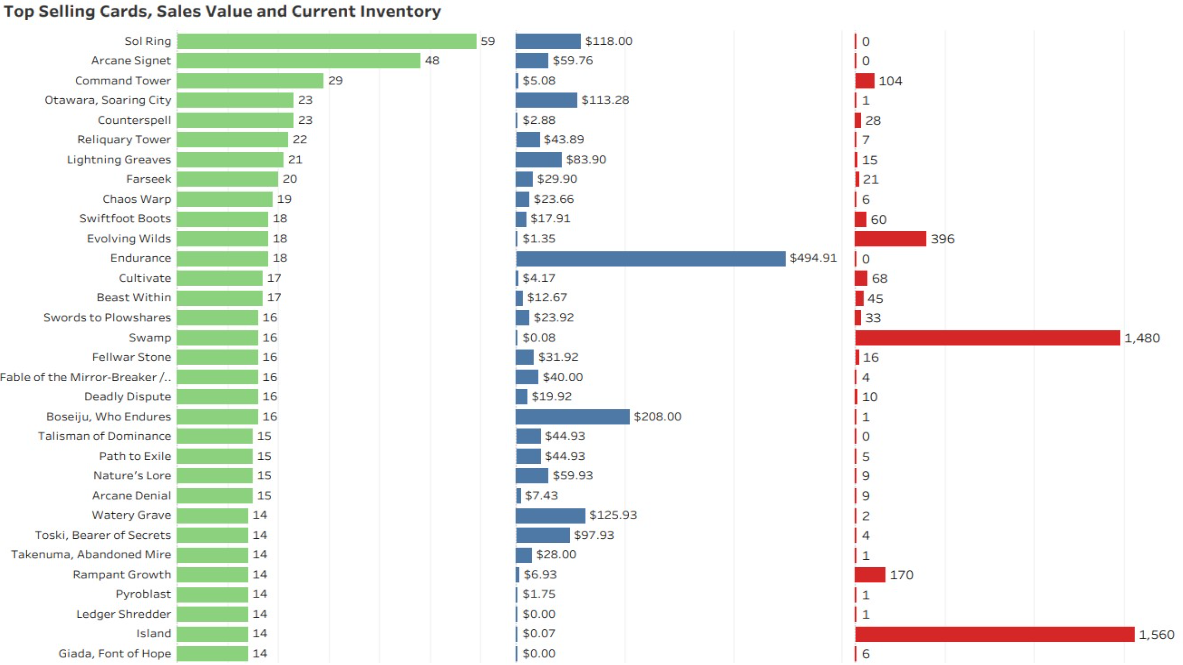 Top Selling Cards, Sales Value and Current Inventory
Sol Ring 59 $118.00 0
Arcane Signet 48 $59.76 0
Command Tower 29 $5.08 104
Otawara, Soaring City 23 $113.28 1
Counterspell 23 $2.88 28
Reliquary Tower 22 $43.89 7
Lightning Greaves 21 $83.90 15
Farseek 20 $29.90 21
Chaos Warp 19 $23.66 6
Swiftfoot Boots 18 $17.91 60
Evolving Wilds 18 $1.35 396
Endurance 18 $494.91 0
Cultivate 17 $4.17 68
Beast Within 17 $12.67 45
Swords to Plowshares 16 $23.92 33
Swamp 16 $0.08 1,480
Fellwar Stone 16 $31.92 16
Fable of the Mirror-Breaker /.. 16 $40.00 4
Deadly Dispute 16 $19.92 10
Boseiju, Who Endures 16 $208.00 1
Talisman of Dominance 15 $44.93 0
Path to Exile 15 $44.93 5
Nature's Lore 15 $59.93 9
Arcane Denial 15 $7.43 9
Watery Grave 14 $125.93 2
Toski, Bearer of Secrets 14 $97.93 4
Takenuma, Abandoned Mire 14 $28.00 1
Rampant Growth 14 $6.93 170
Pyroblast 14 $1.75 1
Ledger Shredder 14 $0.00 1
Island 14 $0.07 1,560
Giada, Font of Hope 14 $0.00 6